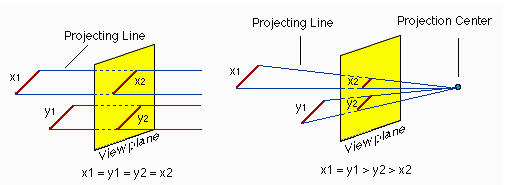 Projecting Line
x1
x2
y1
y2
View plane
x1 = y1 = y2 = x2
Projecting Line
Projection Center
x1
x2
y1
y2
View plane
x1 = y1 > y2 > x2